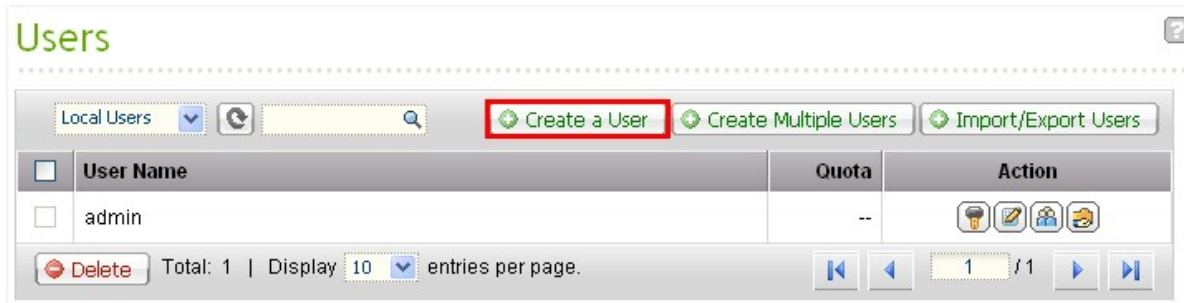 Users
Local Users Create a User Create Multiple Users Import/Export Users
User Name Quota Action
admin --
Delete Total: 1 | Display 10 entries per page. 1 / 1